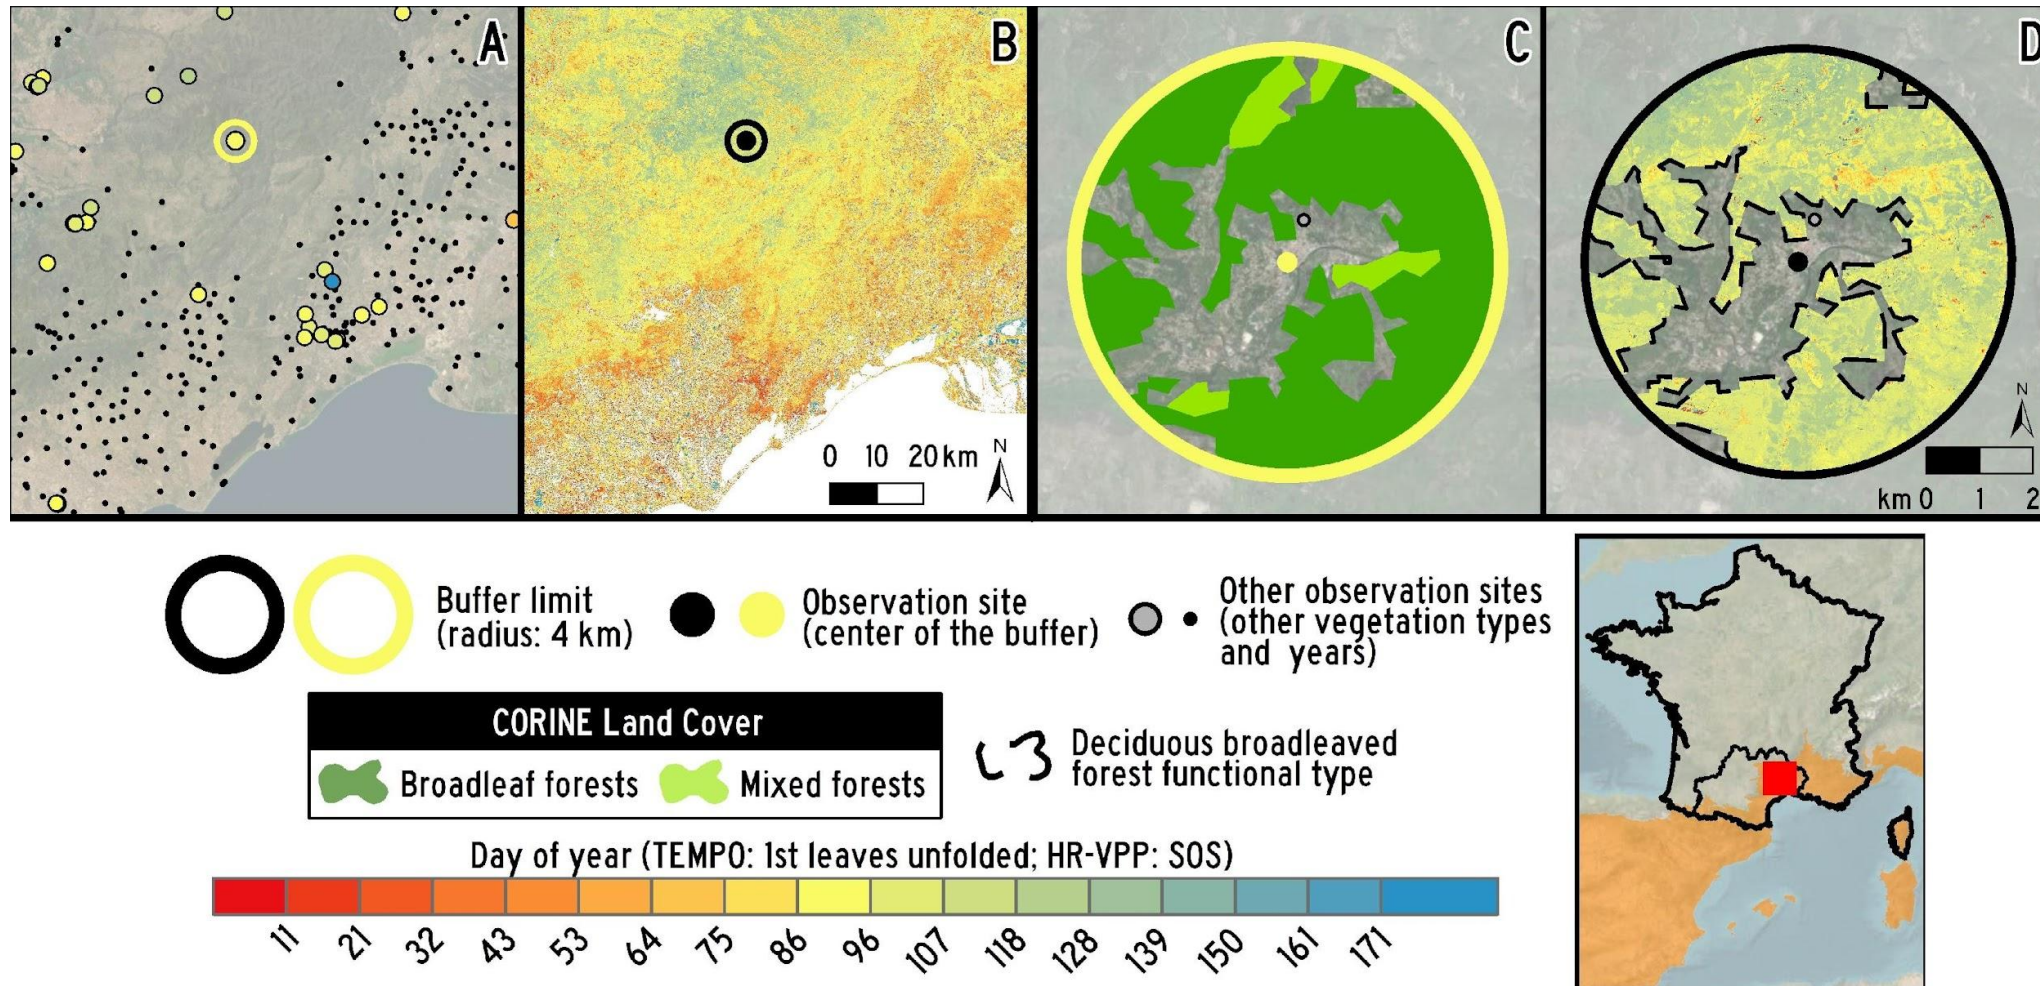 A
B
C
D
0 10 20 km
N
N
km 0 1 2
Buffer limit
(radius: 4 km)
Observation site
(center of the buffer)
Other observation sites
(other vegetation types
and years)
CORINE Land Cover
Broadleaf forests
Mixed forests
Deciduous broadleaved
forest functional type
Day of year (TEMPO: 1st leaves unfolded; HR-VPP: SOS)
11 21 32 43 53 64 75 86 96 107 118 128 139 150 161 171